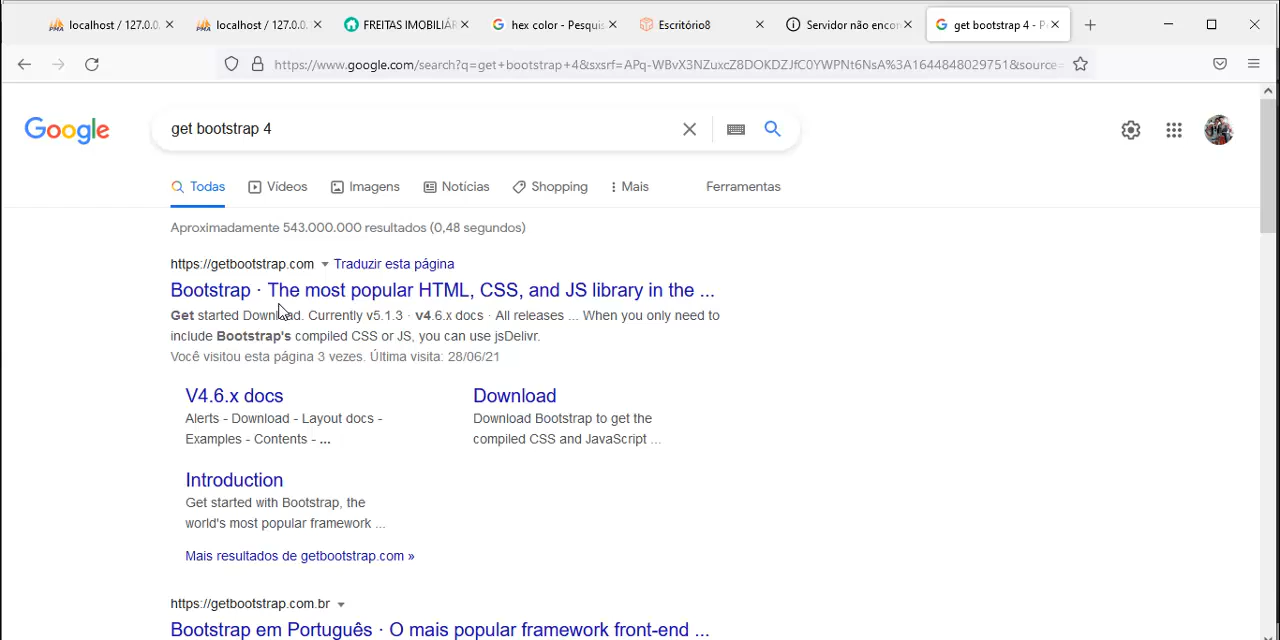 localhost / 127.0.0.
localhost / 127.0.0.
FREITAS IMOBILIÁR
hex color - Pesquis
Escritório8
Servidor não encon
get bootstrap 4 - P
https://www.google.com/search?q=get+bootstrap+4&sxsrf=APq-WBvX3NZuxcZ8DOKDZJfC0YWPNt6NsA%3A1644848029751&source=
Google
get bootstrap 4
Todas
Vídeos
Imagens
Notícias
Shopping
Mais
Ferramentas
Aproximadamente 543.000.000 resultados (0,48 segundos)
https://getbootstrap.com
Traduzir esta página
Bootstrap · The most popular HTML, CSS, and JS library in the ...
Get started Download. Currently v5.1.3 · v4.6.x docs · All releases ... When you only need to
include Bootstrap's compiled CSS or JS, you can use jsDelivr.
Você visitou esta página 3 vezes. Última visita: 28/06/21
V4.6.x docs
Alerts - Download - Layout docs -
Examples - Contents - ...
Download
Download Bootstrap to get the
compiled CSS and JavaScript ...
Introduction
Get started with Bootstrap, the
world's most popular framework ...
Mais resultados de getbootstrap.com »
https://getbootstrap.com.br
Bootstrap em Português · O mais popular framework front-end ...